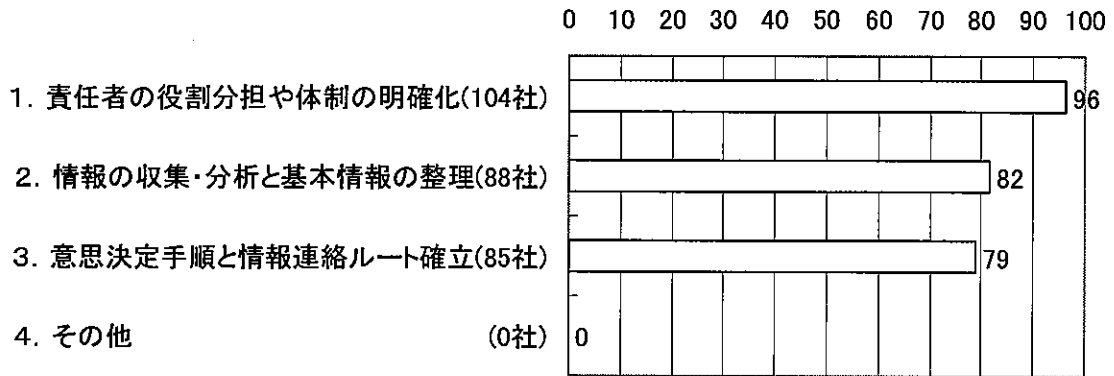 0 10 20 30 40 50 60 70 80 90 100
1. 責任者の役割分担や体制の明確化(104社) 96
2. 情報の収集・分析と基本情報の整理(88社) 82
3. 意思決定手順と情報連絡ルート確立(85社) 79
4. その他 (0社) 0